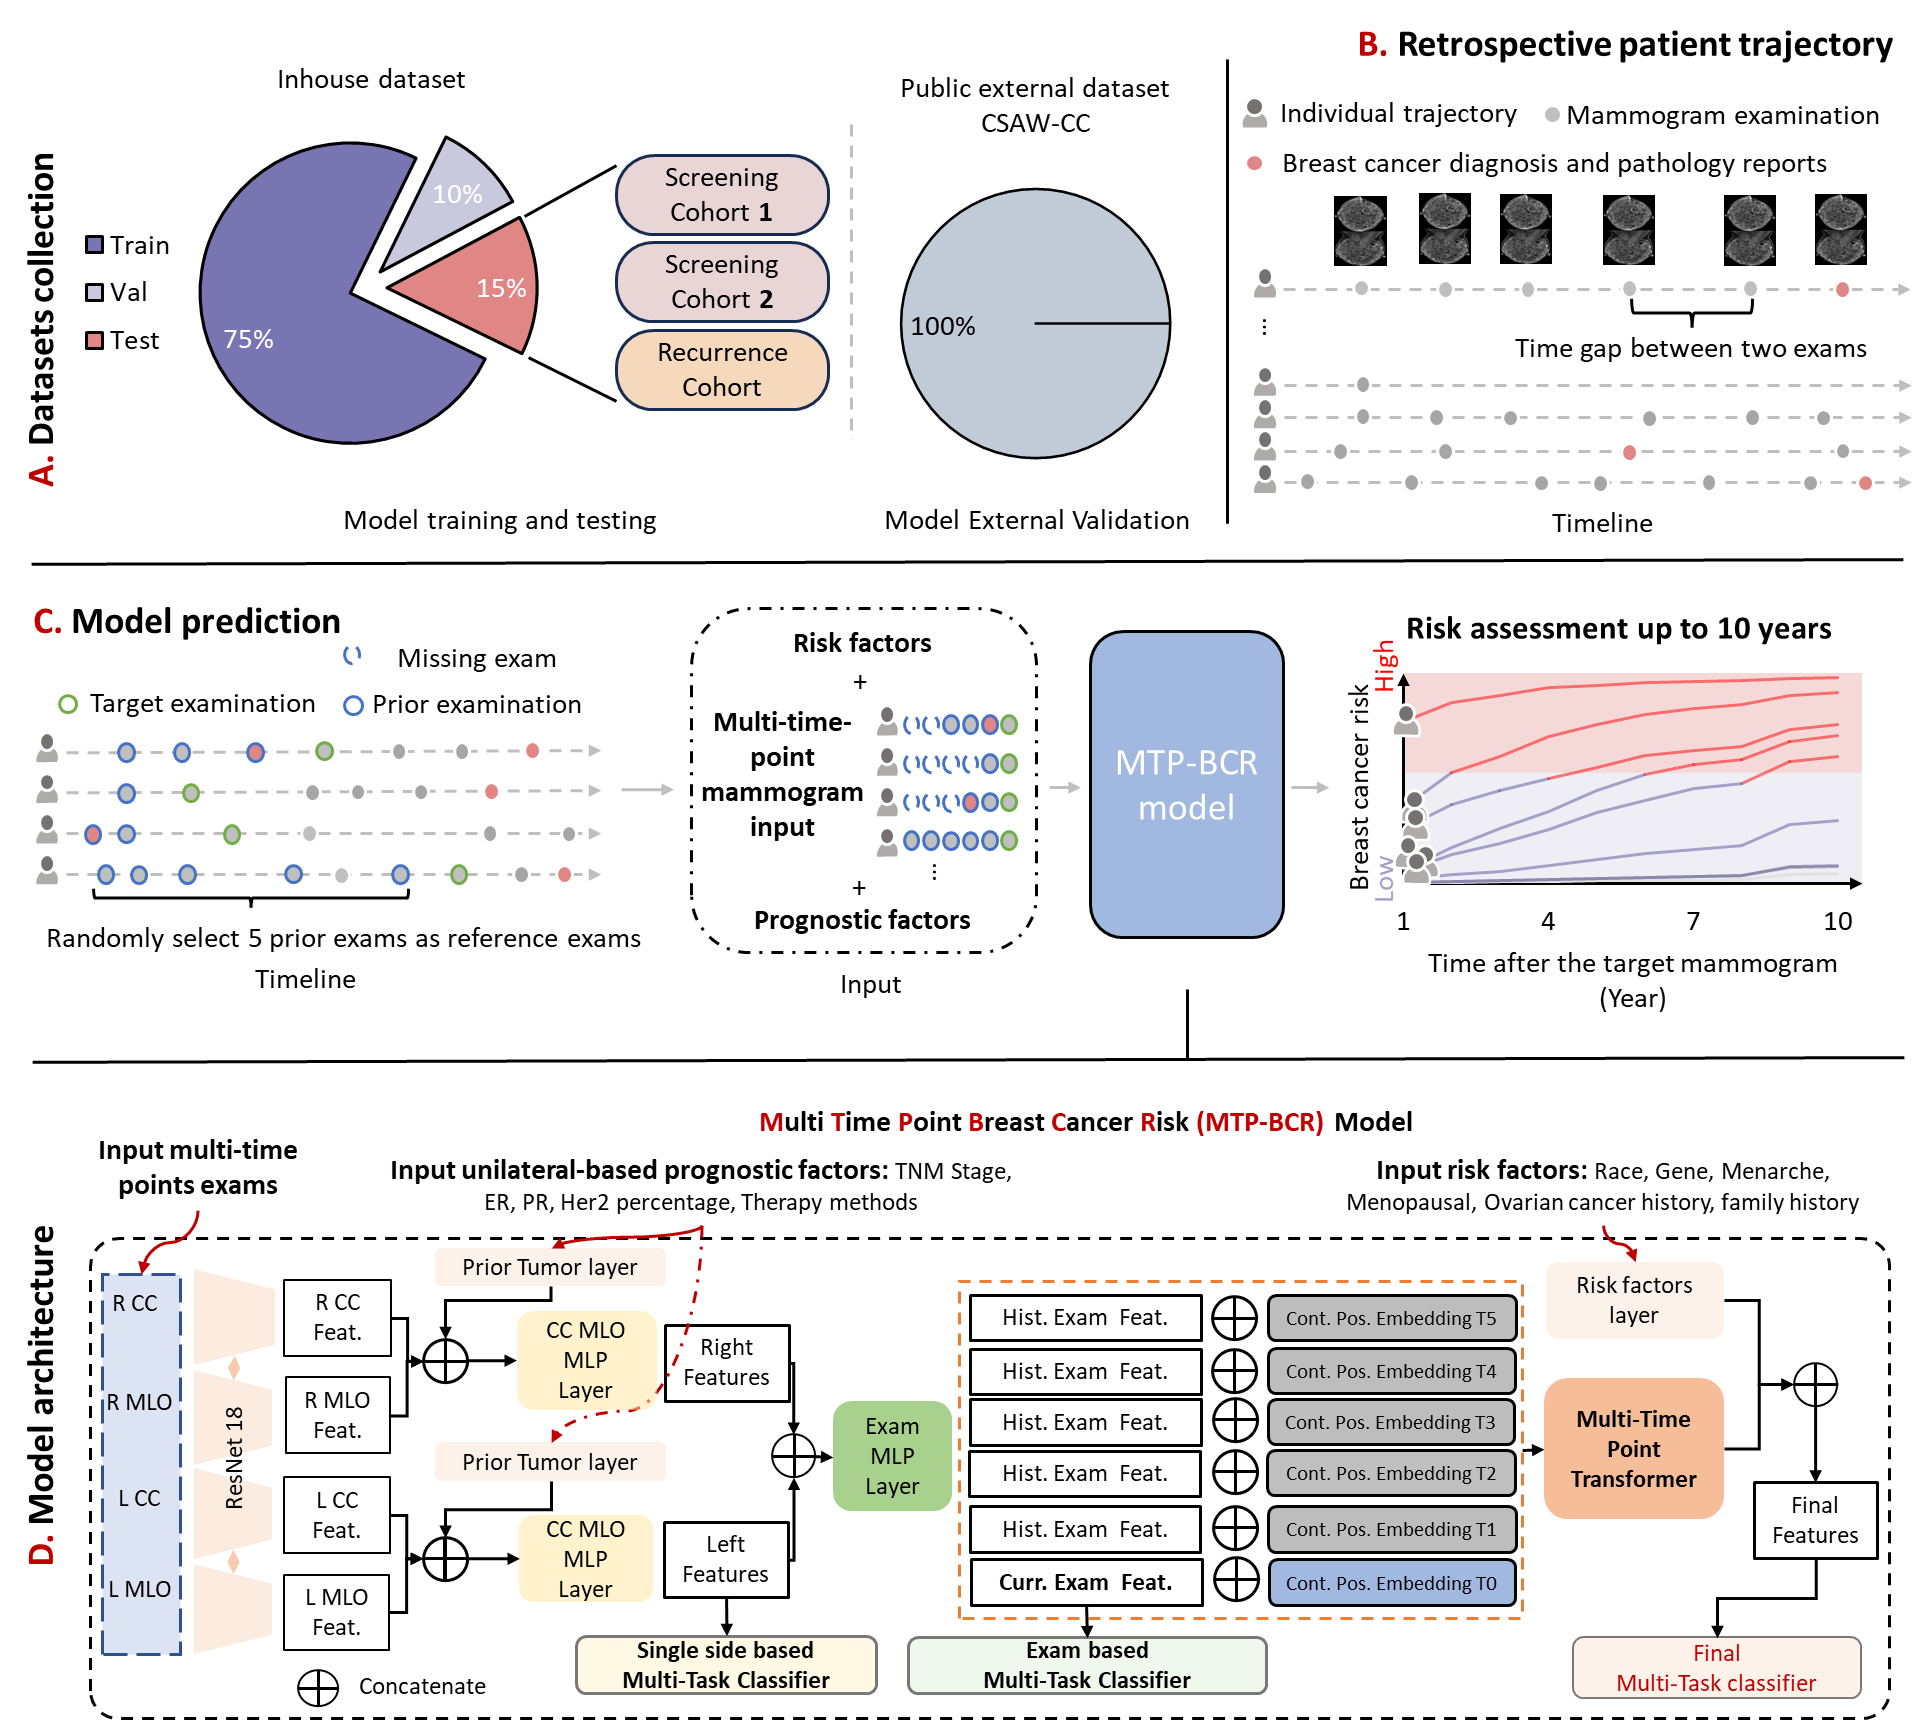 A. Datasets collection
Inhouse dataset
Train
Val
Test
75%
10%
15%
Screening
Cohort 1
Screening
Cohort 2
Recurrence
Cohort
Model training and testing
Public external dataset
CSAW-CC
100%
Model External Validation
B. Retrospective patient trajectory
Individual trajectory
Mammogram examination
Breast cancer diagnosis and pathology reports
Time gap between two exams
Timeline
C. Model prediction
Missing exam
Target examination
Prior examination
Randomly select 5 prior exams as reference exams
Timeline
Risk factors
+
Multi-time-
point
mammogram
input
+
Prognostic factors
Input
MTP-BCR
model
Risk assessment up to 10 years
Breast cancer risk
High
Low
1 4 7 10
Time after the target mammogram
(Year)
D. Model architecture
Multi Time Point Breast Cancer Risk (MTP-BCR) Model
Input multi-time
points exams
Input unilateral-based prognostic factors: TNM Stage,
ER, PR, Her2 percentage, Therapy methods
Input risk factors: Race, Gene, Menarche,
Menopausal, Ovarian cancer history, family history
R CC
R MLO
L CC
L MLO
ResNet 18
R CC
Feat.
R MLO
Feat.
L CC
Feat.
L MLO
Feat.
Concatenate
Prior Tumor layer
CC MLO
MLP
Layer
Prior Tumor layer
CC MLO
MLP
Layer
Right
Features
Left
Features
Single side based
Multi-Task Classifier
Exam
MLP
Layer
Hist. Exam Feat.
Cont. Pos. Embedding T5
Hist. Exam Feat.
Cont. Pos. Embedding T4
Hist. Exam Feat.
Cont. Pos. Embedding T3
Hist. Exam Feat.
Cont. Pos. Embedding T2
Hist. Exam Feat.
Cont. Pos. Embedding T1
Curr. Exam Feat.
Cont. Pos. Embedding T0
Exam based
Multi-Task Classifier
Risk factors
layer
Multi-Time
Point
Transformer
Final
Features
Final
Multi-Task classifier